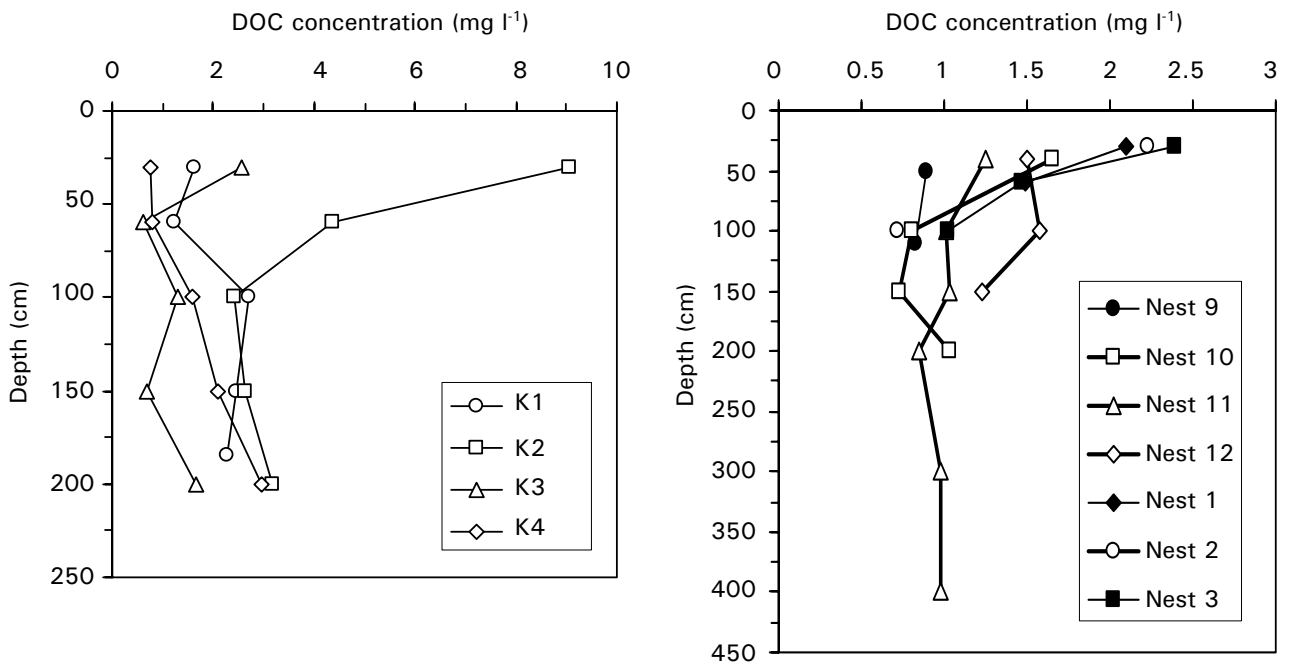 DOC concentration (mg l-1)
0 2 4 6 8 10
0
50
100
150
200
250
Depth (cm)
K1
K2
K3
K4
DOC concentration (mg l-1)
0 0.5 1 1.5 2 2.5 3
0
50
100
150
200
250
300
350
400
450
Depth (cm)
Nest 9
Nest 10
Nest 11
Nest 12
Nest 1
Nest 2
Nest 3